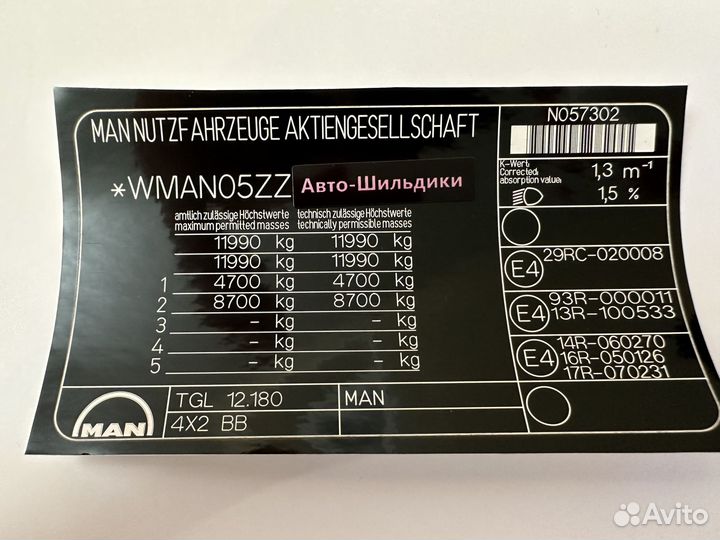 MAN NUTZFAHRZEUGE AKTIENGESELLSCHAFT
N057302
*WMAN05ZZ
Авто-Шильдики
K-Wert:
Corrected
absorption value:
1,3 m⁻¹
1,5 %
amtlich zulässige Höchstwerte technisch zulässige Höchstwerte
maximum permitted masses technically permissible masses
11990 kg 11990 kg
11990 kg 11990 kg
1 4700 kg 4700 kg
2 8700 kg 8700 kg
3 - kg - kg
4 - kg - kg
5 - kg - kg
E4 29RC-020008
E4 93R-000011
13R-100533
E4 14R-060270
16R-050126
17R-070231
MAN
TGL 12.180 MAN
4X2 BB
Avito